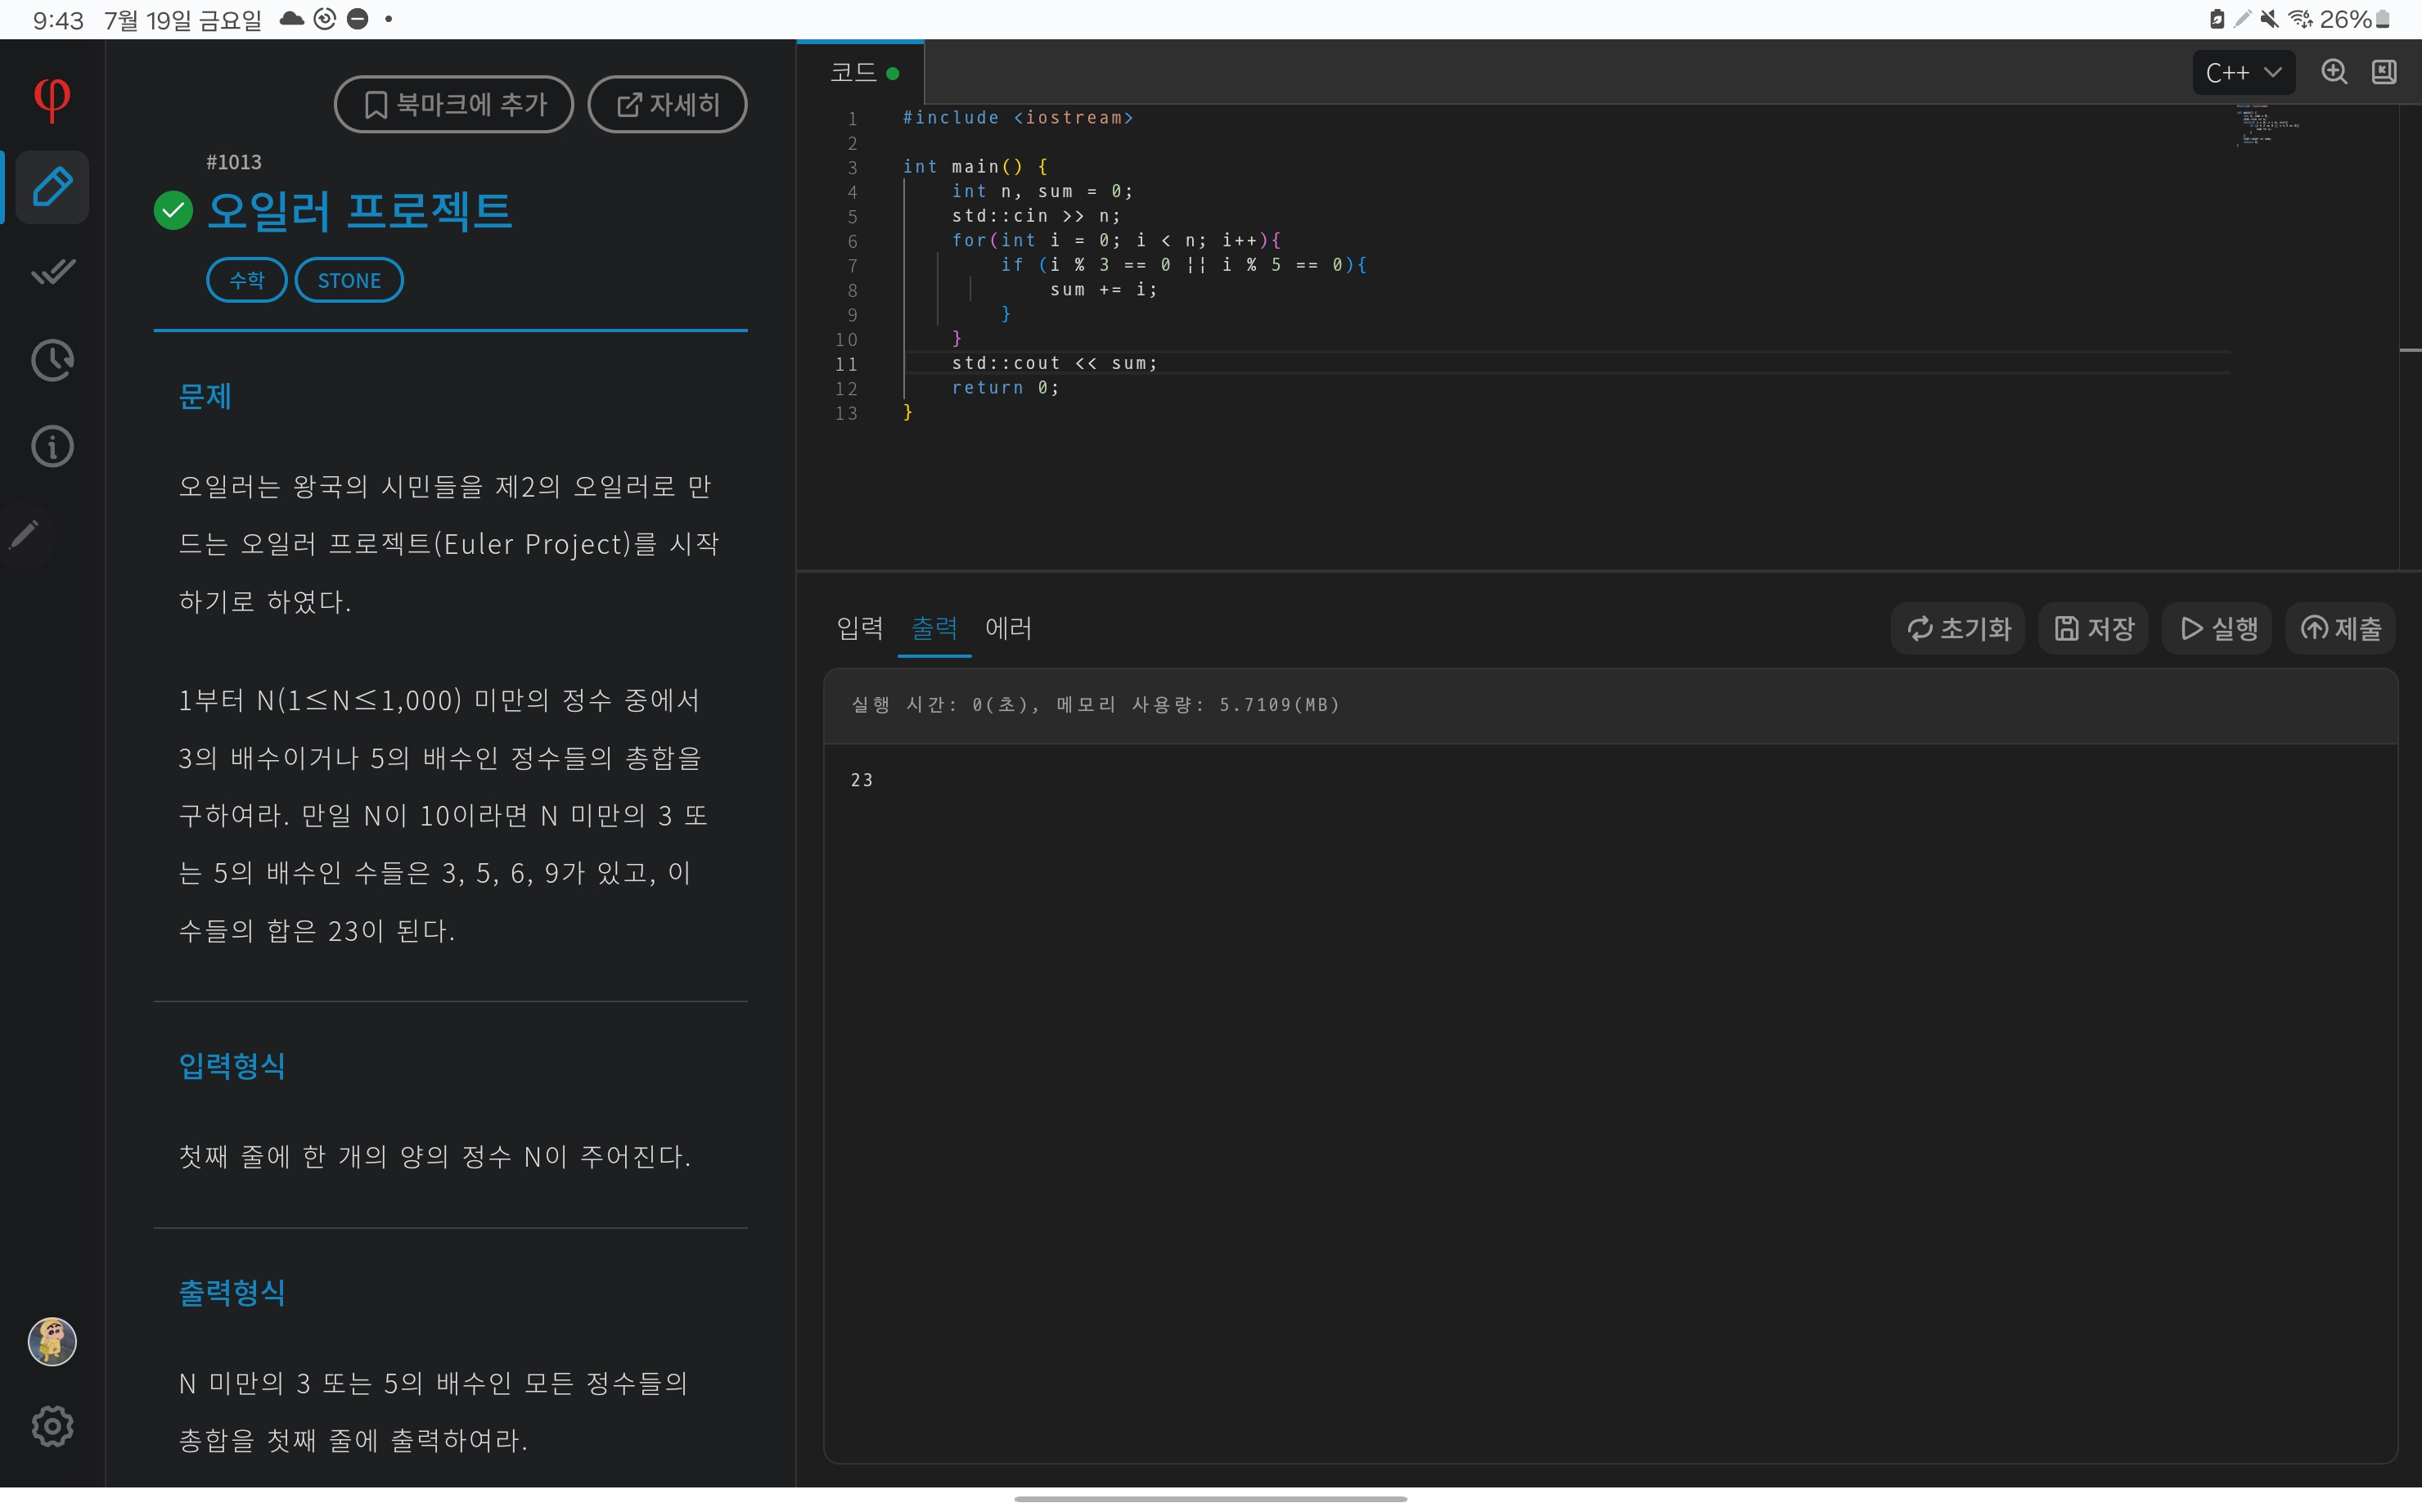 9:43 7월 19일 금요일
26%
φ
북마크에 추가
자세히
#1013
오일러 프로젝트
수학
STONE
문제
오일러는 왕국의 시민들을 제2의 오일러로 만
드는 오일러 프로젝트(Euler Project)를 시작
하기로 하였다.
1부터 N(1≤N≤1,000) 미만의 정수 중에서
3의 배수이거나 5의 배수인 정수들의 총합을
구하여라. 만일 N이 10이라면 N 미만의 3 또
는 5의 배수인 수들은 3, 5, 6, 9가 있고, 이
수들의 합은 23이 된다.
입력형식
첫째 줄에 한 개의 양의 정수 N이 주어진다.
출력형식
N 미만의 3 또는 5의 배수인 모든 정수들의
총합을 첫째 줄에 출력하여라.
코드
C++
1 #include <iostream>
2
3 int main() {
4 int n, sum = 0;
5 std::cin >> n;
6 for(int i = 0; i < n; i++){
7 if (i % 3 == 0 || i % 5 == 0){
8 sum += i;
9 }
10 }
11 std::cout << sum;
12 return 0;
13 }
입력 출력 에러
초기화 저장 실행 제출
실행 시간: 0(초), 메모리 사용량: 5.7109(MB)
23